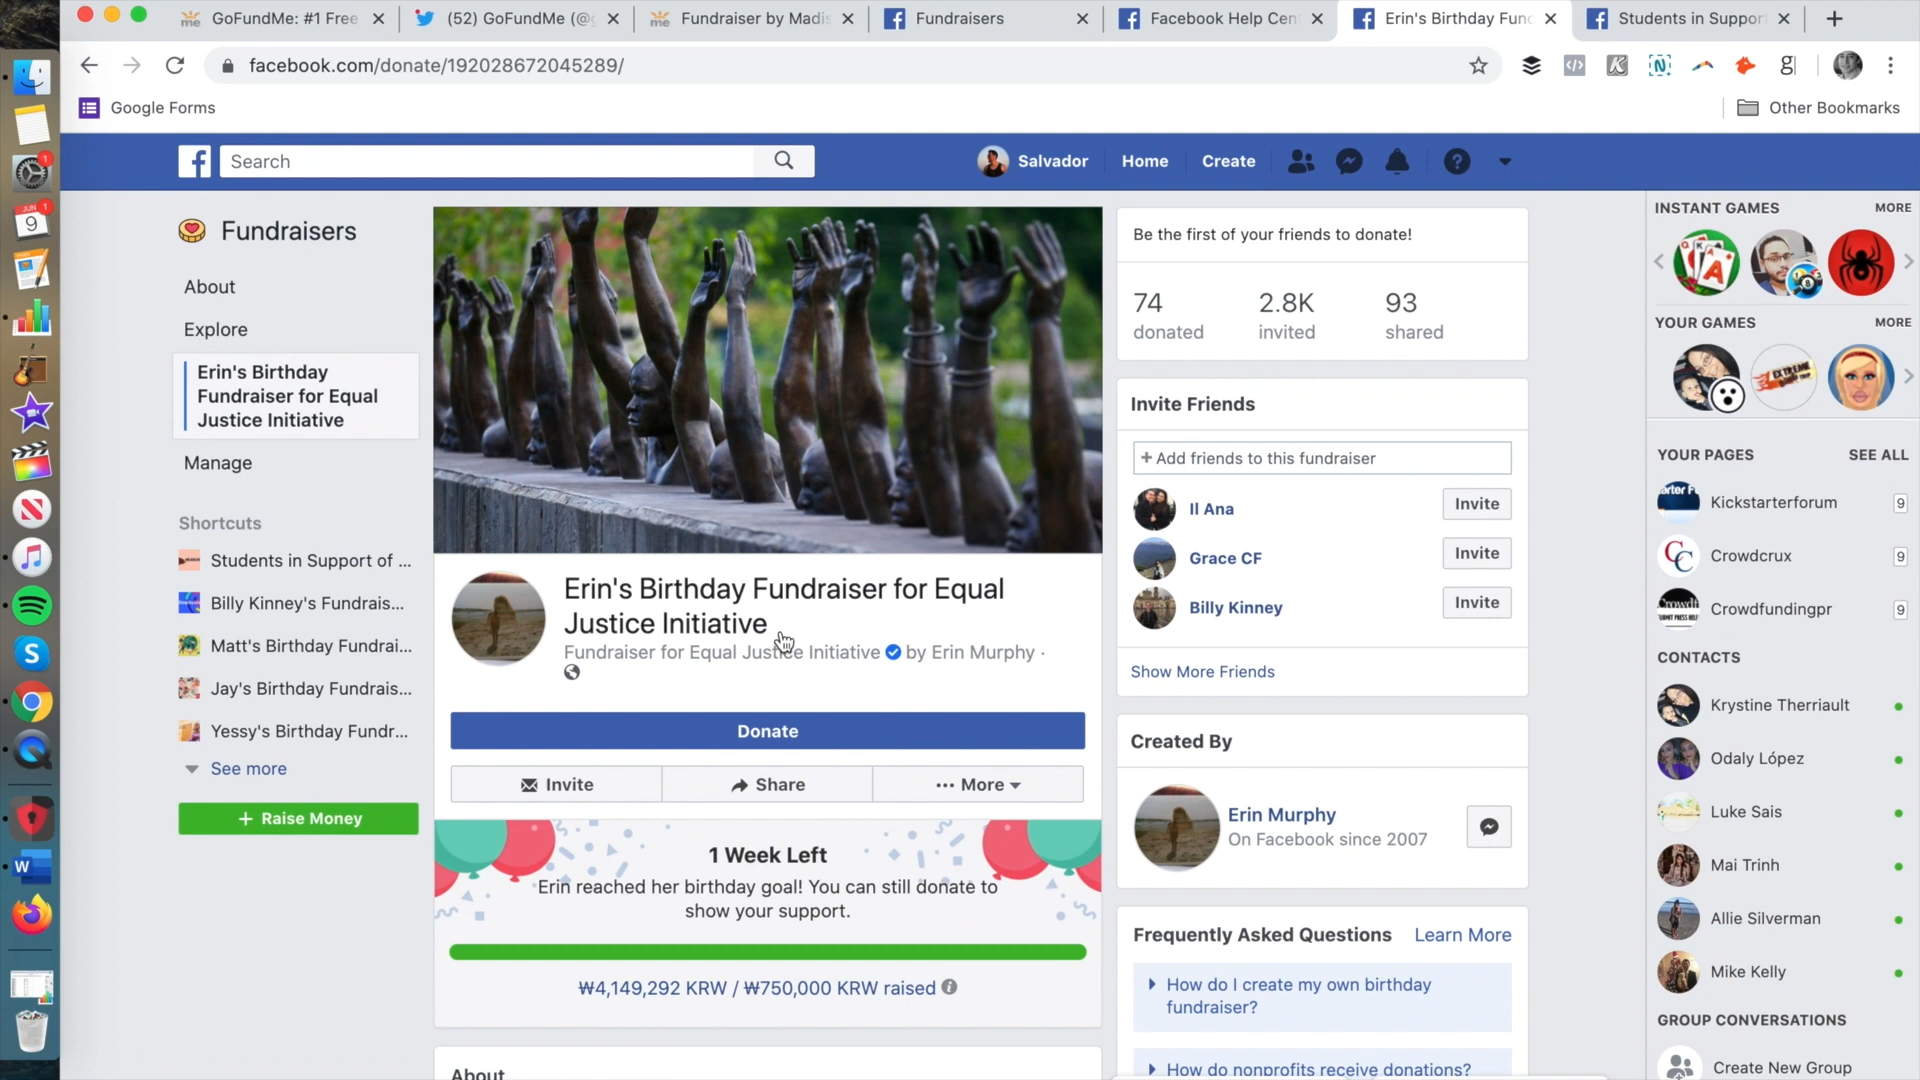 GoFundMe: #1 Free
(52) GoFundMe (@g
Fundraiser by Madis
Fundraisers
Facebook Help Cen
Erin's Birthday Fund
Students in Support
facebook.com/donate/192028672045289/
Google Forms
Other Bookmarks
Search
Salvador
Home
Create
Fundraisers
About
Explore
Erin's Birthday
Fundraiser for Equal
Justice Initiative
Manage
Shortcuts
Students in Support of ...
Billy Kinney's Fundrais...
Matt's Birthday Fundrai...
Jay's Birthday Fundrais...
Yessy's Birthday Fundr...
See more
+ Raise Money
Erin's Birthday Fundraiser for Equal
Justice Initiative
Fundraiser for Equal Justice Initiative by Erin Murphy ·
Donate
Invite
Share
More
1 Week Left
Erin reached her birthday goal! You can still donate to
show your support.
₩4,149,292 KRW / ₩750,000 KRW raised
About
Be the first of your friends to donate!
74 2.8K 93
donated invited shared
Invite Friends
+ Add friends to this fundraiser
Il Ana Invite
Grace CF Invite
Billy Kinney Invite
Show More Friends
Created By
Erin Murphy
On Facebook since 2007
Frequently Asked Questions Learn More
How do I create my own birthday
fundraiser?
How do nonprofits receive donations?
INSTANT GAMES MORE
YOUR GAMES MORE
YOUR PAGES SEE ALL
Kickstarterforum 9
Crowdcrux 9
Crowdfundingpr 9
CONTACTS
Krystine Therriault
Odaly López
Luke Sais
Mai Trinh
Allie Silverman
Mike Kelly
GROUP CONVERSATIONS
Create New Group
JUN
9